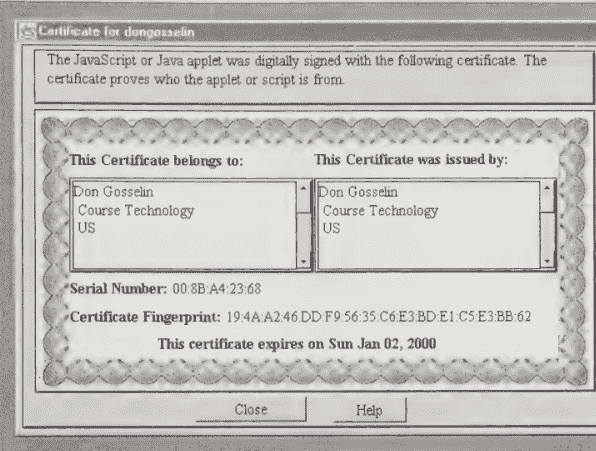 Certificate for dongosselin
The JavaScript or Java applet was digitally signed with the following certificate. The
certificate proves who the applet or script is from.
This Certificate belongs to:
Don Gosselin
Course Technology
US
This Certificate was issued by:
Don Gosselin
Course Technology
US
Serial Number: 00:8B:A4:23:68
Certificate Fingerprint: 19:4A:A2:46:DD:F9:56:35:C6:E3:BD:E1:C5:E3:BB:62
This certificate expires on Sun Jan 02, 2000
Close
Help